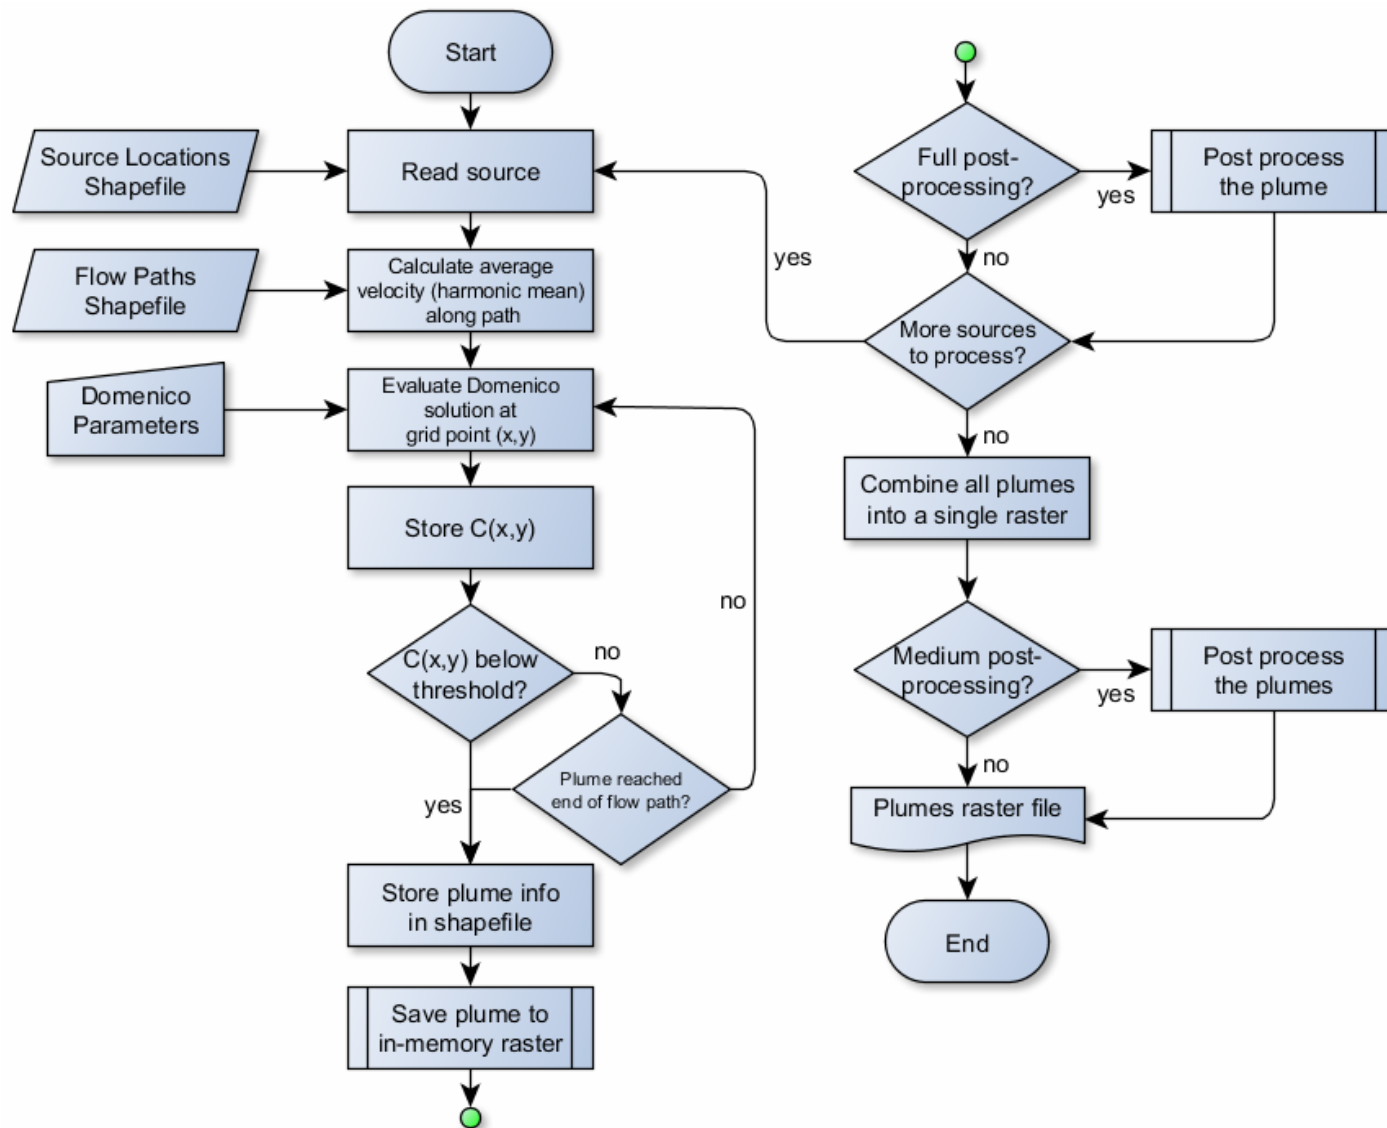 Start
Source Locations
Shapefile
Read source
Flow Paths
Shapefile
Calculate average
velocity (harmonic mean)
along path
Domenico
Parameters
Evaluate Domenico
solution at
grid point (x,y)
Store C(x,y)
C(x,y) below
threshold?
no
Plume reached
end of flow path?
no
yes
Store plume info
in shapefile
Save plume to
in-memory raster
Full post-
processing?
yes
Post process
the plume
no
More sources
to process?
yes
no
Combine all plumes
into a single raster
Medium post-
processing?
yes
Post process
the plumes
no
Plumes raster file
End